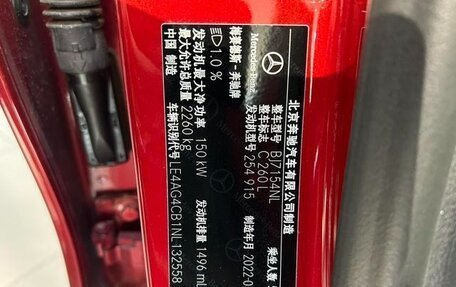 北京奔驰汽车有限公司制造
Mercedes-Benz
梅赛德斯-奔驰牌
整车型号 BJ7154NL
整车标志 C 260 L 乘坐人数
发动机型号 254 915 制造年月 2022-0
1.0 %
发动机最大净功率 150 kW 发动机排量 1496 mL
最大允许总质量 2260 kg
中国 制造 车辆识别代号 LE4AG4CB1NL132558